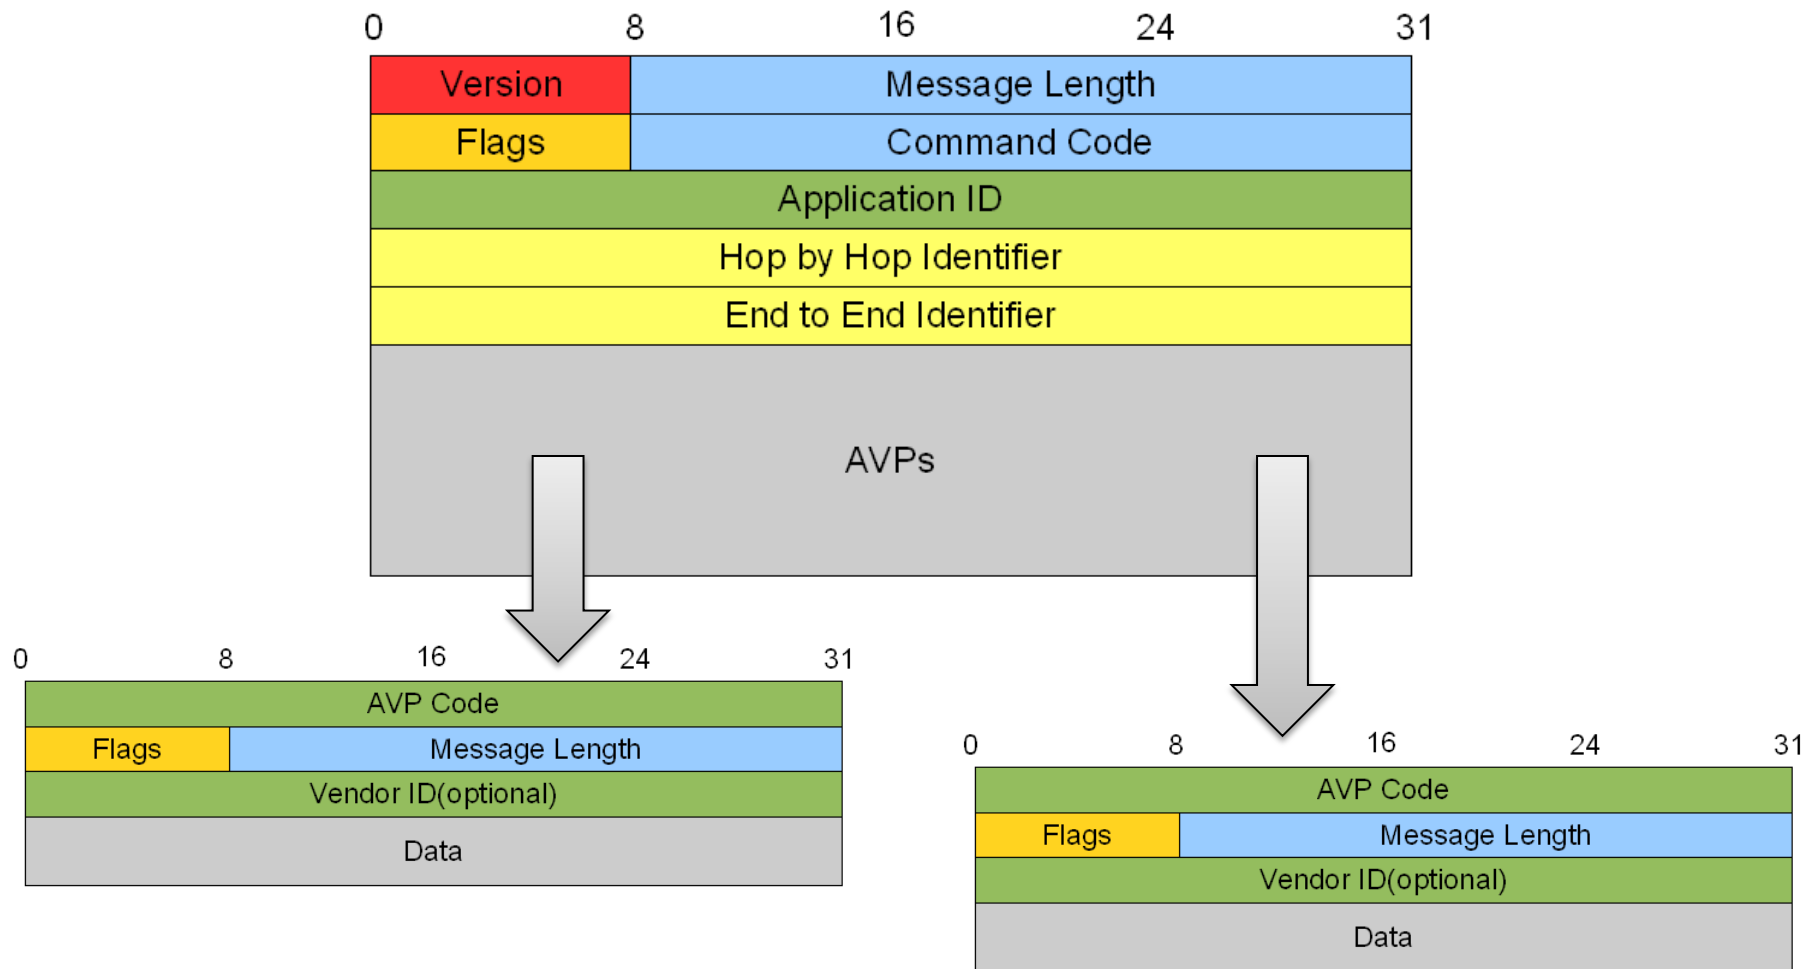 0 8 16 24 31
Version Message Length
Flags Command Code
Application ID
Hop by Hop Identifier
End to End Identifier
AVPs
0 8 16 24 31
AVP Code
Flags Message Length
Vendor ID(optional)
Data
0 8 16 24 31
AVP Code
Flags Message Length
Vendor ID(optional)
Data